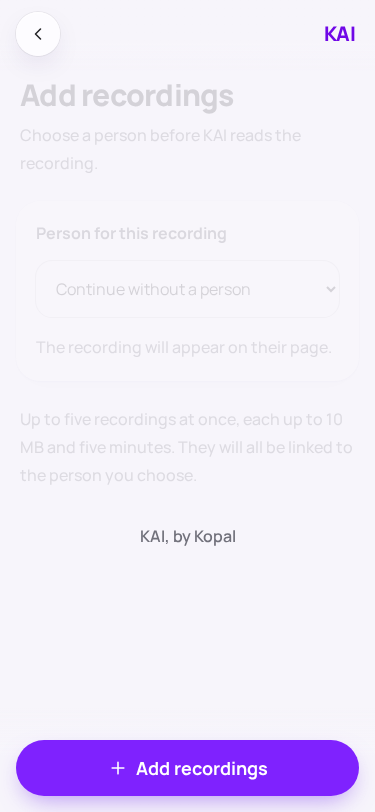 KAI
Add recordings
Choose a person before KAI reads the
recording.
Person for this recording
Continue without a person
The recording will appear on their page.
Up to five recordings at once, each up to 10
MB and five minutes. They will all be linked to
the person you choose.
KAI, by Kopal
Add recordings